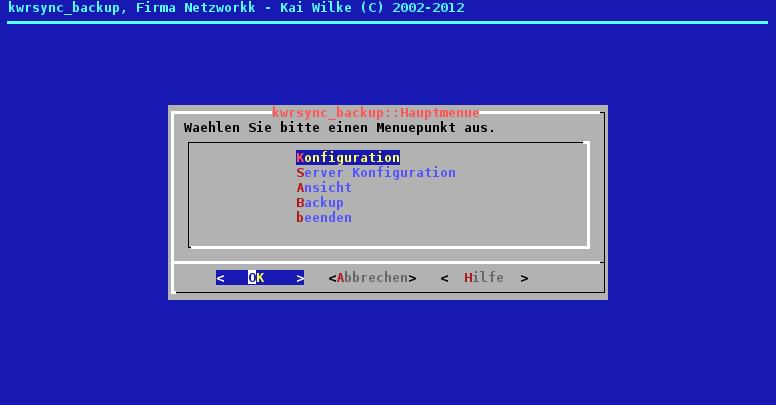 kwrsync_backup, Firma Netzworkk - Kai Wilke (C) 2002-2012
kwrsync_backup::Hauptmenue
Waehlen Sie bitte einen Menuepunkt aus.
Konfiguration
Server Konfiguration
Ansicht
Backup
beenden
< OK > <Abbrechen> < Hilfe >